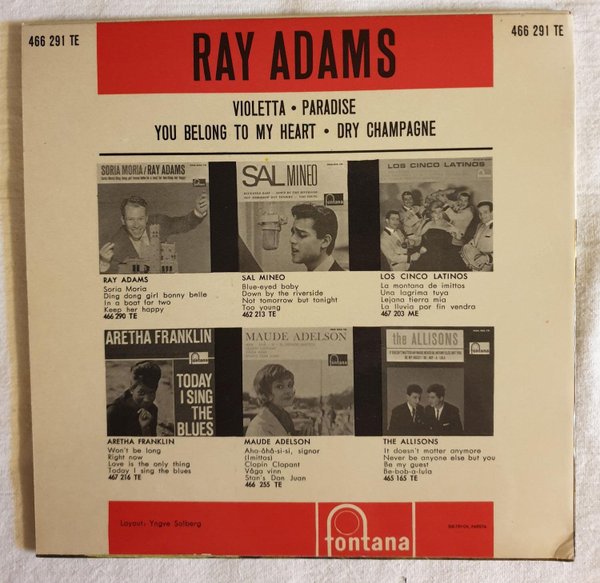 466 291 TE
RAY ADAMS
466 291 TE
VIOLETTA • PARADISE
YOU BELONG TO MY HEART • DRY CHAMPAGNE
SORIA MORIA/RAY ADAMS
SAL MINEO
fontana
LOS CINCO LATINOS
RAY ADAMS
Soria Moria
Ding dong girl bonny belle
In a boat for two
Keep her happy
466 290 TE
SAL MINEO
Blue-eyed baby
Down by the riverside
Not tomorrow but tonight
Too young
462 213 TE
LOS CINCO LATINOS
La montana de imittos
Una lagrima tuya
Lejana tierra mia
La lluvia por fin vendra
467 203 ME
ARETHA FRANKLIN
fontana
TODAY
I SING
THE
BLUES
MAUDE ADELSON
fontana
the ALLISONS
fontana
ARETHA FRANKLIN
Won't be long
Right now
Love is the only thing
Today I sing the blues
467 216 TE
MAUDE ADELSON
Aha-åhå-si-si, signor
(Imittos)
Clopin Clopant
Våga vinn
Stan's Don Juan
466 255 TE
THE ALLISONS
It doesn't matter anymore
Never be anyone else but you
Be my guest
Be-bob-a-lula
465 165 TE
Layout: Yngve Solberg
fontana